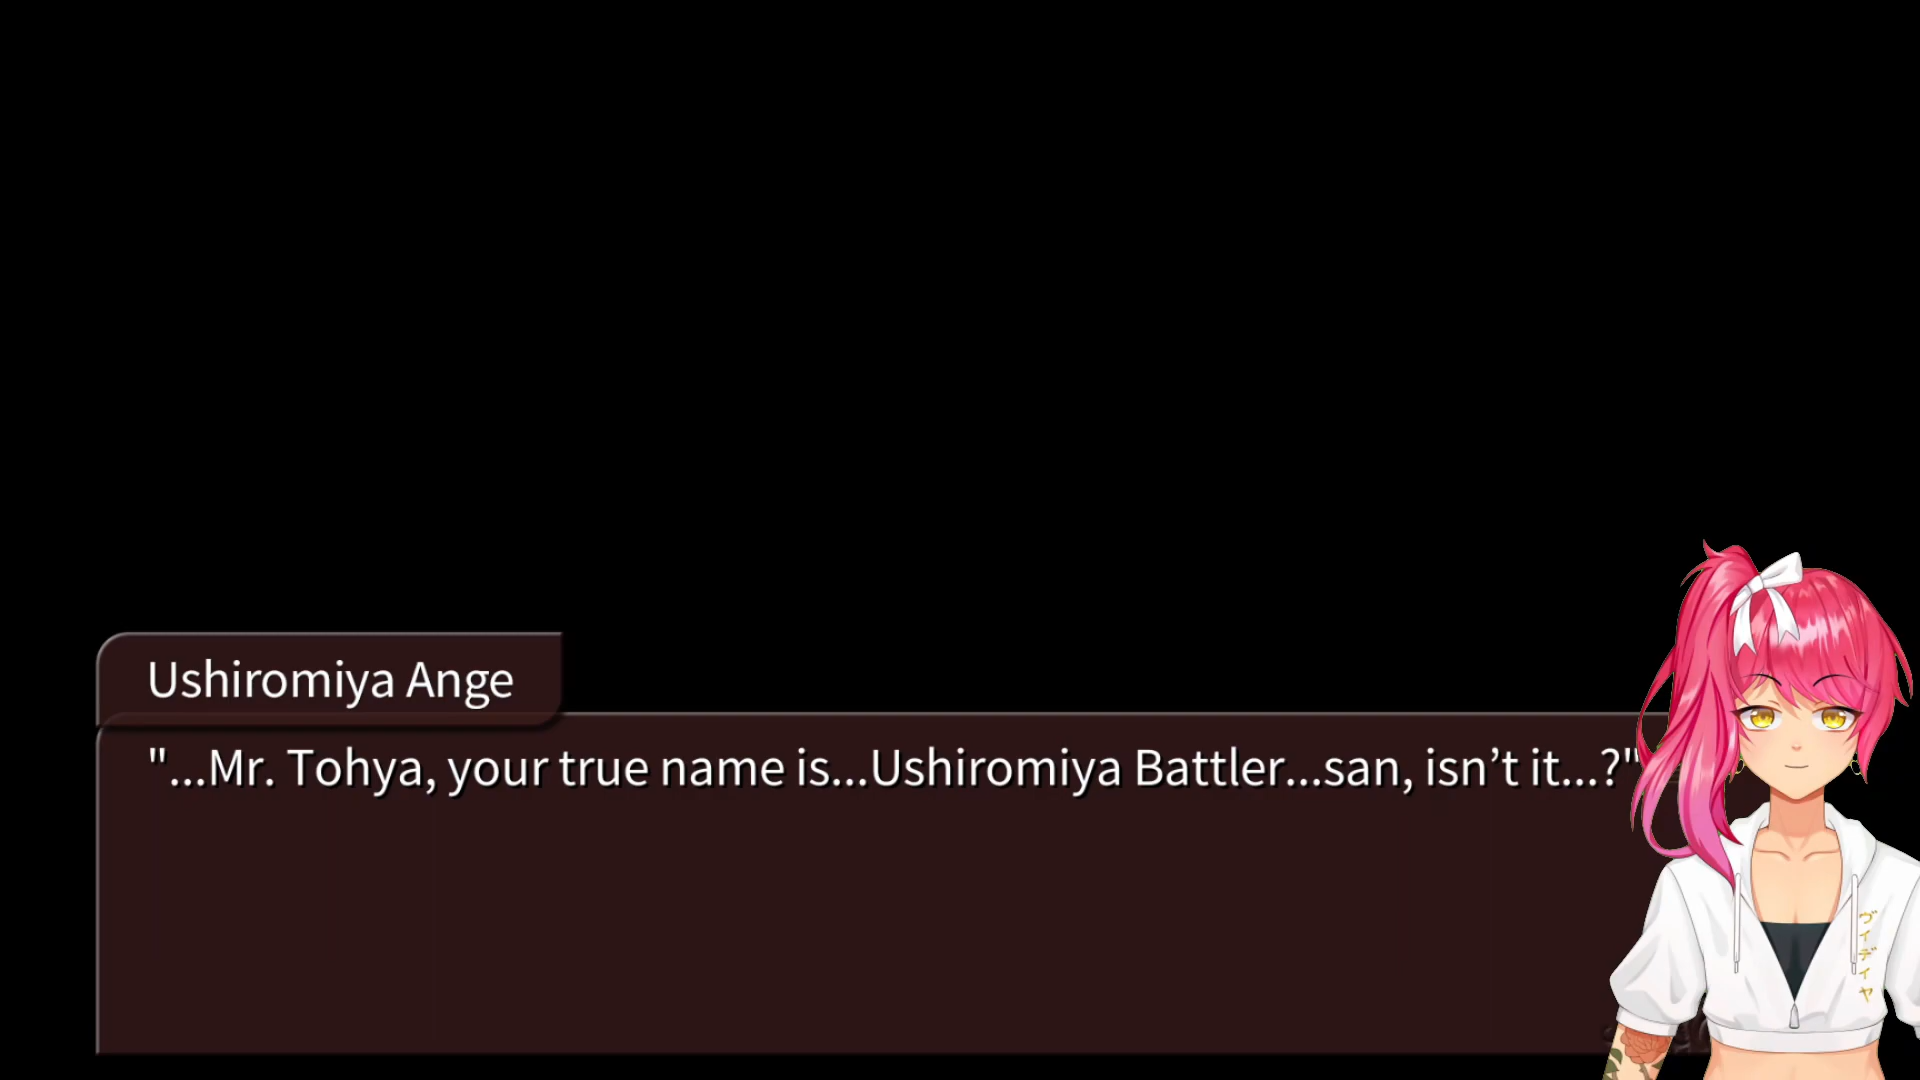 Ushiromiya Ange
"...Mr. Tohya, your true name is...Ushiromiya Battler...san, isn’t it...?"
ヴィディヤ